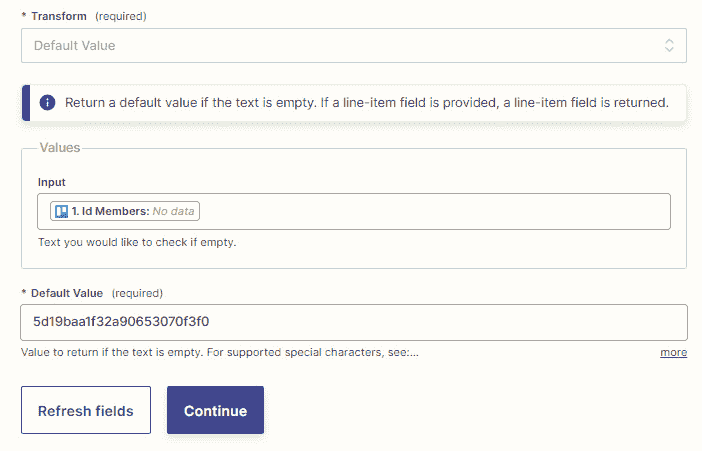 * Transform (required)
Default Value
Return a default value if the text is empty. If a line-item field is provided, a line-item field is returned.
Values
Input
1. Id Members: No data
Text you would like to check if empty.
* Default Value (required)
5d19baa1f32a90653070f3f0
Value to return if the text is empty. For supported special characters, see:... more
Refresh fields Continue